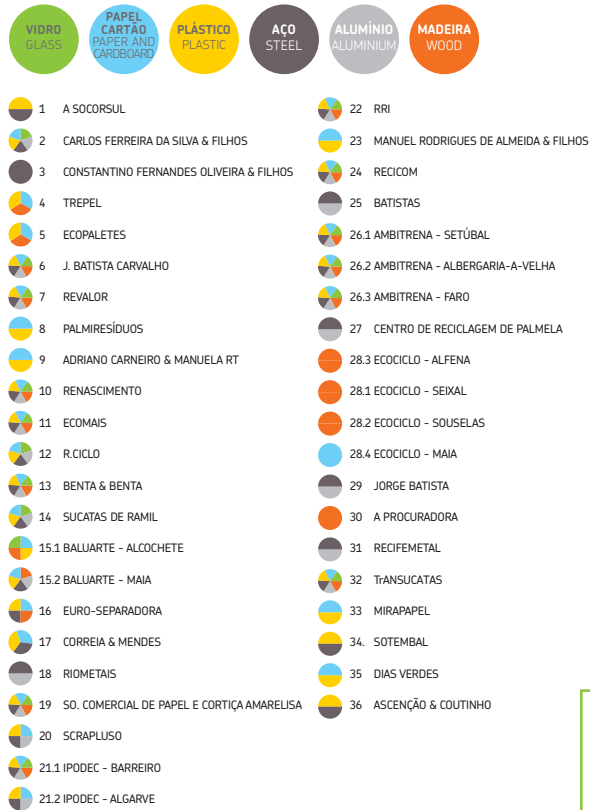 VIDRO
GLASS
PAPEL
CARTÃO
PAPER AND
CARDBOARD
PLÁSTICO
PLASTIC
AÇO
STEEL
ALUMÍNIO
ALUMINIUM
MADEIRA
WOOD
1 A SOCORSUL
2 CARLOS FERREIRA DA SILVA & FILHOS
3 CONSTANTINO FERNANDES OLIVEIRA & FILHOS
4 TREPEL
5 ECOPALETES
6 J. BATISTA CARVALHO
7 REVALOR
8 PALMIRESÍDUOS
9 ADRIANO CARNEIRO & MANUELA RT
10 RENASCIMENTO
11 ECOMAIS
12 R.CICLO
13 BENTA & BENTA
14 SUCATAS DE RAMIL
15.1 BALUARTE - ALCOCHETE
15.2 BALUARTE - MAIA
16 EURO-SEPARADORA
17 CORREIA & MENDES
18 RIOMETAIS
19 SO. COMERCIAL DE PAPEL E CORTIÇA AMARELISA
20 SCRAPLUSO
21.1 IPODEC - BARREIRO
21.2 IPODEC - ALGARVE
22 RRI
23 MANUEL RODRIGUES DE ALMEIDA & FILHOS
24 RECICOM
25 BATISTAS
26.1 AMBITRENA - SETÚBAL
26.2 AMBITRENA - ALBERGARIA-A-VELHA
26.3 AMBITRENA - FARO
27 CENTRO DE RECICLAGEM DE PALMELA
28.3 ECOCICLO - ALFENA
28.1 ECOCICLO - SEIXAL
28.2 ECOCICLO - SOUSELAS
28.4 ECOCICLO - MAIA
29 JORGE BATISTA
30 A PROCURADORA
31 RECIFEMETAL
32 TrANSUCATAS
33 MIRAPAPEL
34. SOTEMBAL
35 DIAS VERDES
36 ASCENÇÃO & COUTINHO